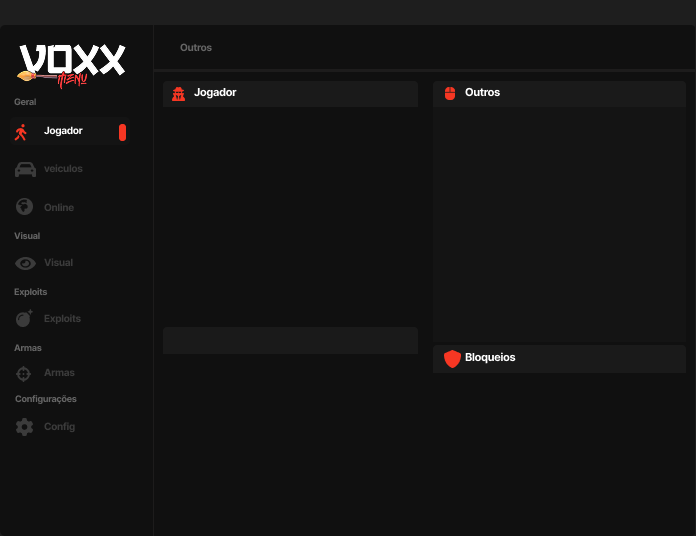 VOXX
MENU
Geral
Jogador
veiculos
Online
Visual
Visual
Exploits
Exploits
Armas
Armas
Configurações
Config
Outros
Jogador
Outros
Bloqueios